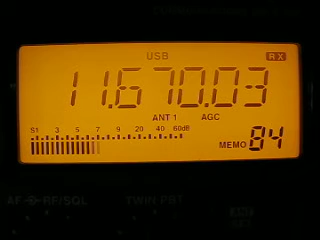 USB RX
11.670.03
ANT 1 AGC
S1 3 5 7 9 20 40 60dB
MEMO 84
AF RF/SQL TWIN PBT